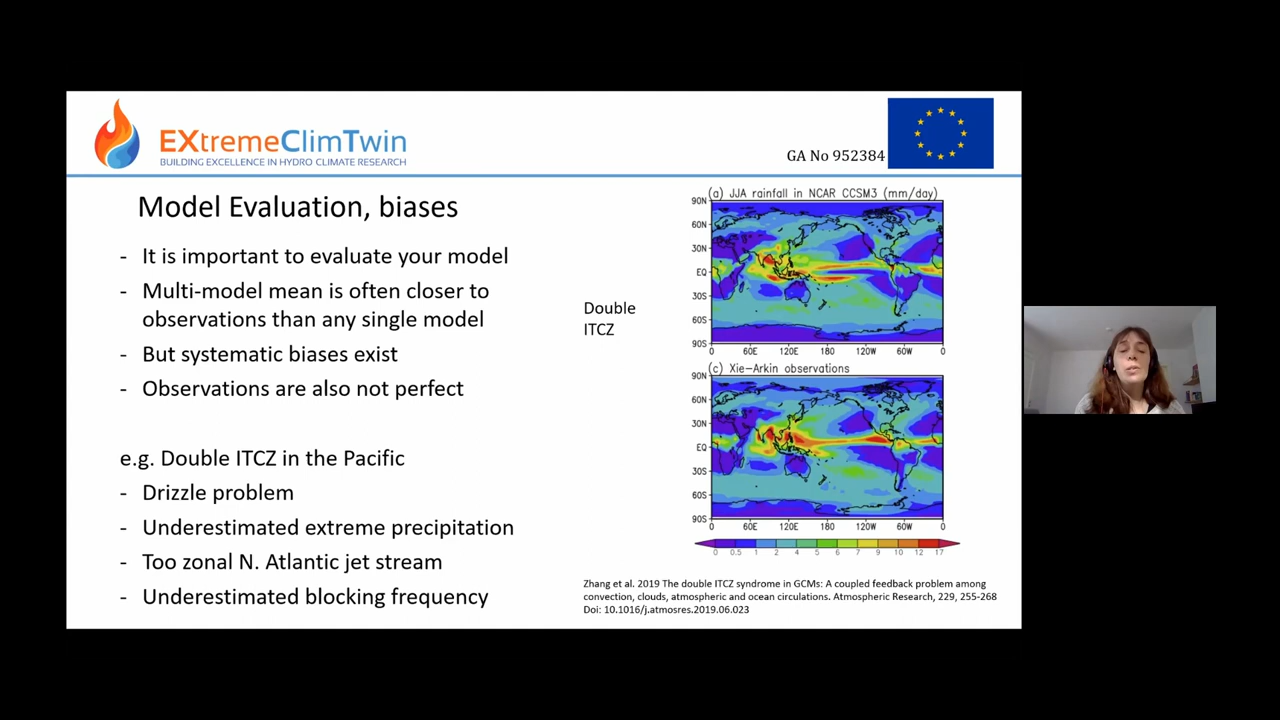 EXtremeClimTwin
BUILDING EXCELLENCE IN HYDRO CLIMATE RESEARCH
GA No 952384
Model Evaluation, biases
- It is important to evaluate your model
- Multi-model mean is often closer to
observations than any single model
- But systematic biases exist
- Observations are also not perfect
e.g. Double ITCZ in the Pacific
- Drizzle problem
- Underestimated extreme precipitation
- Too zonal N. Atlantic jet stream
- Underestimated blocking frequency
Double
ITCZ
(a) JJA rainfall in NCAR CCSM3 (mm/day)
90N
60N
30N
EQ
30S
60S
90S
0 60E 120E 180 120W 60W 0
(c) Xie-Arkin observations
90N
60N
30N
EQ
30S
60S
90S
0 60E 120E 180 120W 60W 0
0 0.5 1 2 4 5 6 7 9 10 12 17
Zhang et al. 2019 The double ITCZ syndrome in GCMs: A coupled feedback problem among
convection, clouds, atmospheric and ocean circulations. Atmospheric Research, 229, 255-268
Doi: 10.1016/j.atmosres.2019.06.023